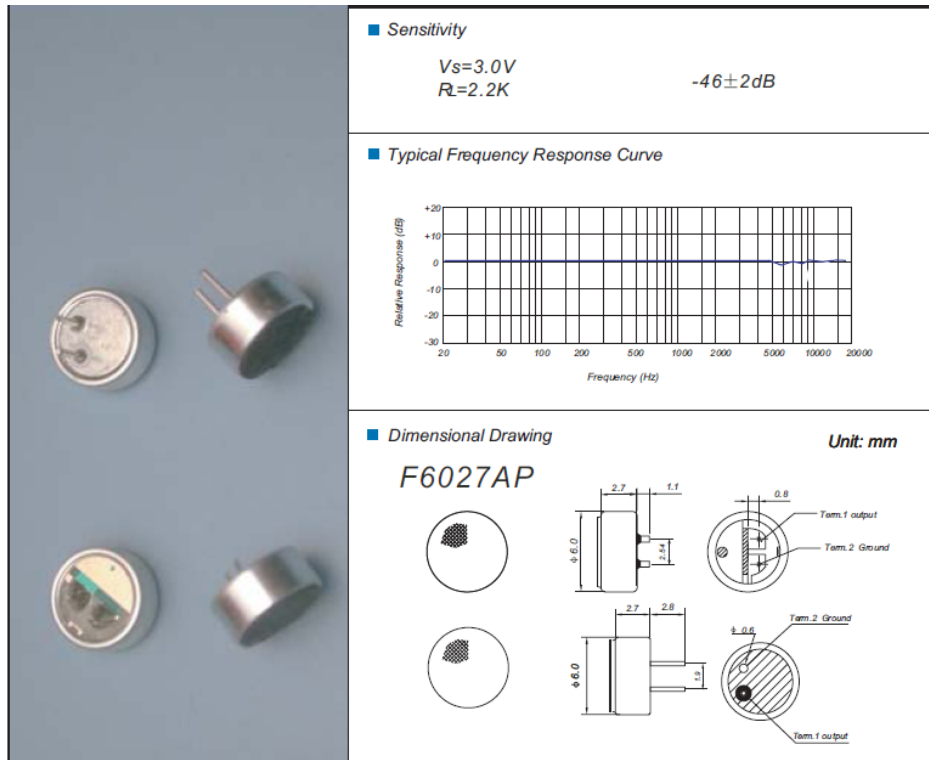 Sensitivity
Vs=3.0V
RL=2.2K
-46±2dB
Typical Frequency Response Curve
Relative Response (dB)
+20
+10
0
-10
-20
-30
20 50 100 200 500 1000 2000 5000 10000 20000
Frequency (Hz)
Dimensional Drawing
Unit: mm
F6027AP
2.7 1.1
0.8
Term.1 output
Term.2 Ground
ϕ6.0
2.54
2.7 2.8
Term.2 Ground
ϕ 0.6
ϕ6.0
1.9
Term.1 output